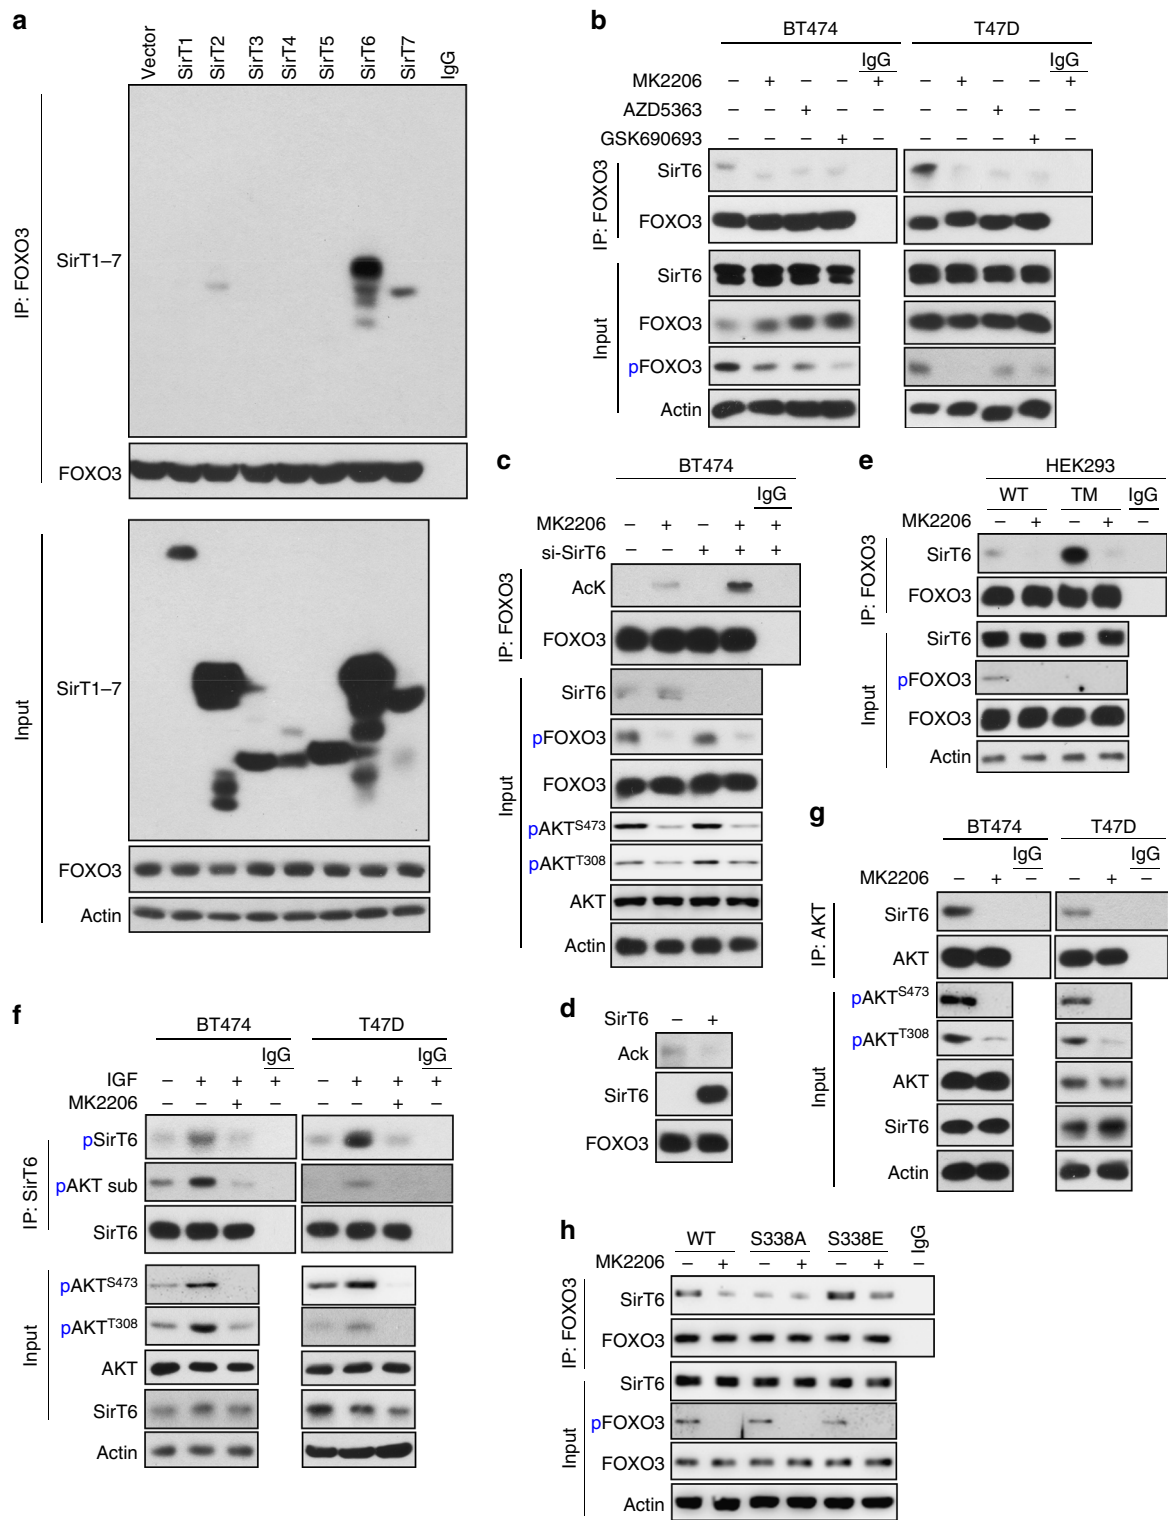 a
Vector SirT1 SirT2 SirT3 SirT4 SirT5 SirT6 SirT7 IgG
IP: FOXO3
SirT1–7
FOXO3
Input
SirT1–7
FOXO3
Actin
b
BT474 T47D
IgG IgG
MK2206 – + – – + – + – – +
AZD5363 – – + – – – – + – –
GSK690693 – – – + – – – – + –
IP: FOXO3
SirT6
FOXO3
Input
SirT6
FOXO3
pFOXO3
Actin
c
BT474
IgG
MK2206 – + – + +
si-SirT6 – – + + +
IP: FOXO3
AcK
FOXO3
Input
SirT6
pFOXO3
FOXO3
pAKTS473
pAKTT308
AKT
Actin
d
SirT6 – +
Ack
SirT6
FOXO3
e
HEK293
WT TM IgG
MK2206 – + – + –
IP: FOXO3
SirT6
FOXO3
Input
SirT6
pFOXO3
FOXO3
Actin
f
BT474 T47D
IgG IgG
IGF – + + + – + + +
MK2206 – – + – – – + –
IP: SirT6
pSirT6
pAKT sub
SirT6
Input
pAKTS473
pAKTT308
AKT
SirT6
Actin
g
BT474 T47D
IgG IgG
MK2206 – + – – + –
IP: AKT
SirT6
AKT
Input
pAKTS473
pAKTT308
AKT
SirT6
Actin
h
WT S338A S338E IgG
MK2206 – + – + – + –
IP: FOXO3
SirT6
FOXO3
Input
SirT6
pFOXO3
FOXO3
Actin